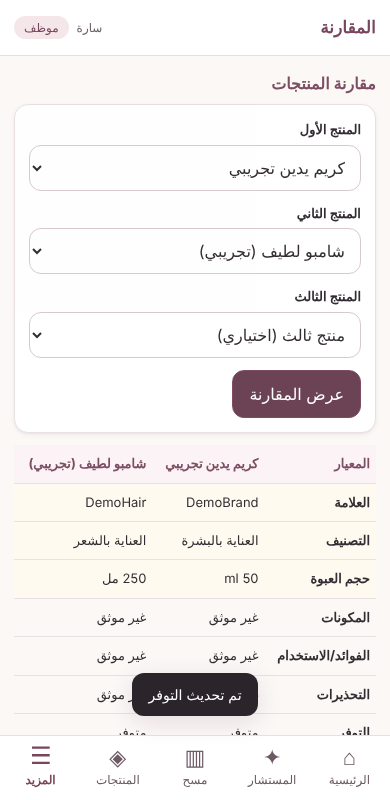 المقارنة
سارة موظف
مقارنة المنتجات
المنتج الأول
كريم يدين تجريبي
المنتج الثاني
شامبو لطيف (تجريبي)
المنتج الثالث
منتج ثالث (اختياري)
عرض المقارنة
المعيار كريم يدين تجريبي شامبو لطيف (تجريبي)
العلامة DemoBrand DemoHair
التصنيف العناية بالبشرة العناية بالشعر
حجم العبوة 50 ml 250 مل
المكونات غير موثق غير موثق
الفوائد/الاستخدام غير موثق غير موثق
التحذيرات
تم تحديث التوفر
التوفر متوفر متوفر
الرئيسية المستشار مسح المنتجات المزيد